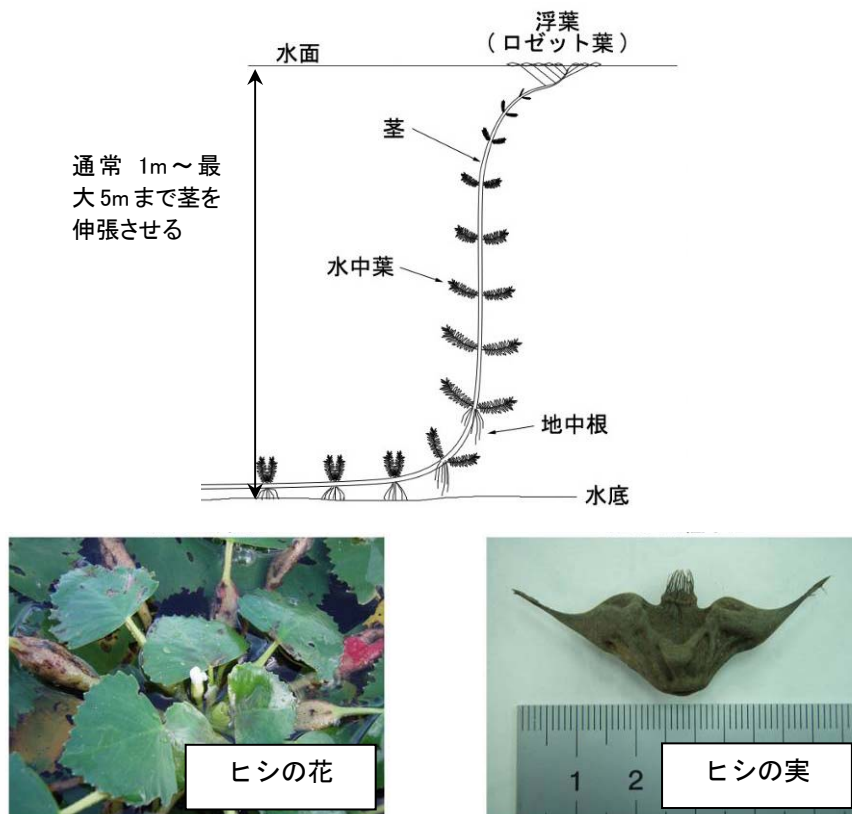 浮葉
(ロゼット葉)
水面
茎
通常 1m~最
大5mまで茎を
伸張させる
水中葉
地中根
水底
ヒシの花
ヒシの実
1 2